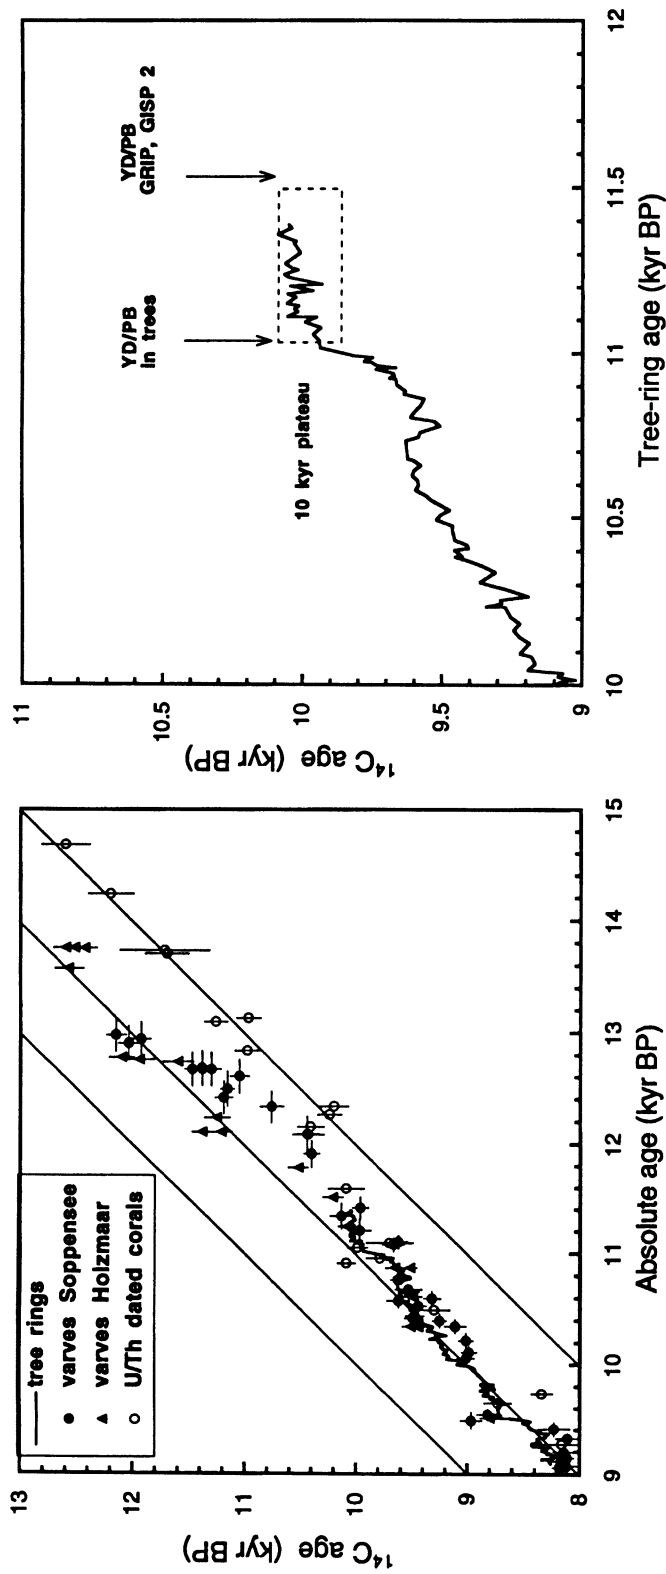 13
12
11
10
9
8
9
10
11
12
13
14
15
¹⁴C age (kyr BP)
Absolute age (kyr BP)
tree rings
varves Soppensee
varves Holzmaar
U/Th dated corals
11
10.5
10
9.5
9
10
10.5
11
11.5
12
¹⁴C age (kyr BP)
Tree-ring age (kyr BP)
10 kyr plateau
YD/PB
in trees
YD/PB
GRIP, GISP 2